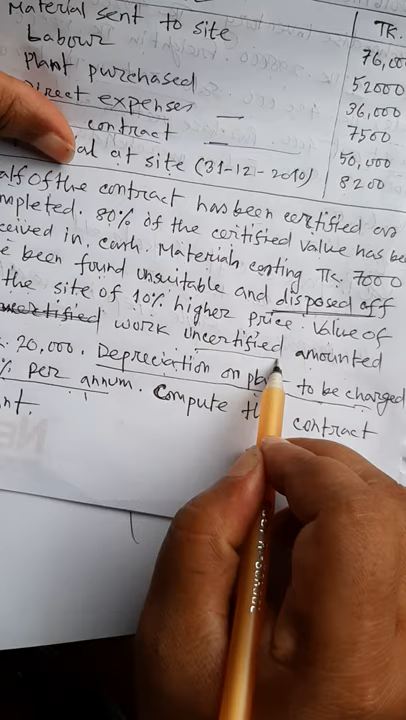 Material sent to site TK.
Labour 76,00
Plant purchased 52000
Direct expenses — 36,000
contract — 7500
al at site (31-12-2010) 50,000
8200
alf of the contract has been certified as
mpleted. 80% of the certified value has be
ceived in cash. Materials costing TK. 7000
e been found unsuitable and disposed off
the site of 10% higher price. Value of
work uncertified amounted
20,000. Depreciation on pl to be charged
% per annum. Compute th contract
nt.